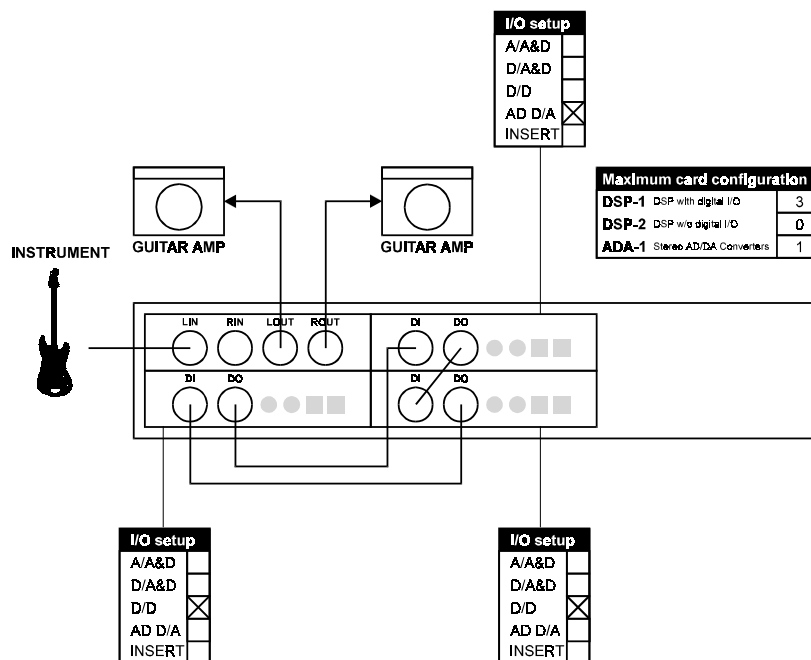 I/O setup
A/A&D
D/A&D
D/D
AD D/A
INSERT
Maximum card configuration
DSP-1 DSP with digital I/O 3
DSP-2 DSP w/o digital I/O 0
ADA-1 Stereo AD/DA Converters 1
GUITAR AMP
GUITAR AMP
INSTRUMENT
LIN RIN LOUT ROUT DI DO
DI DO DI DO
I/O setup
A/A&D
D/A&D
D/D
AD D/A
INSERT
I/O setup
A/A&D
D/A&D
D/D
AD D/A
INSERT